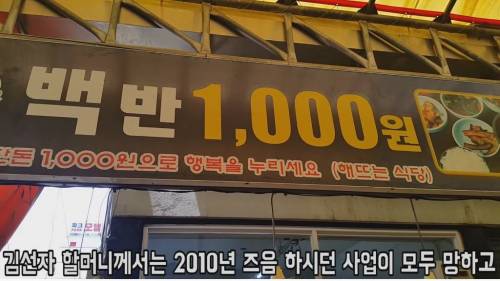 백반 1,000원
단돈 1,000원으로 행복을 누리세요 (해뜨는 식당)
김선자 할머니께서는 2010년 즈음 하시던 사업이 모두 망하고